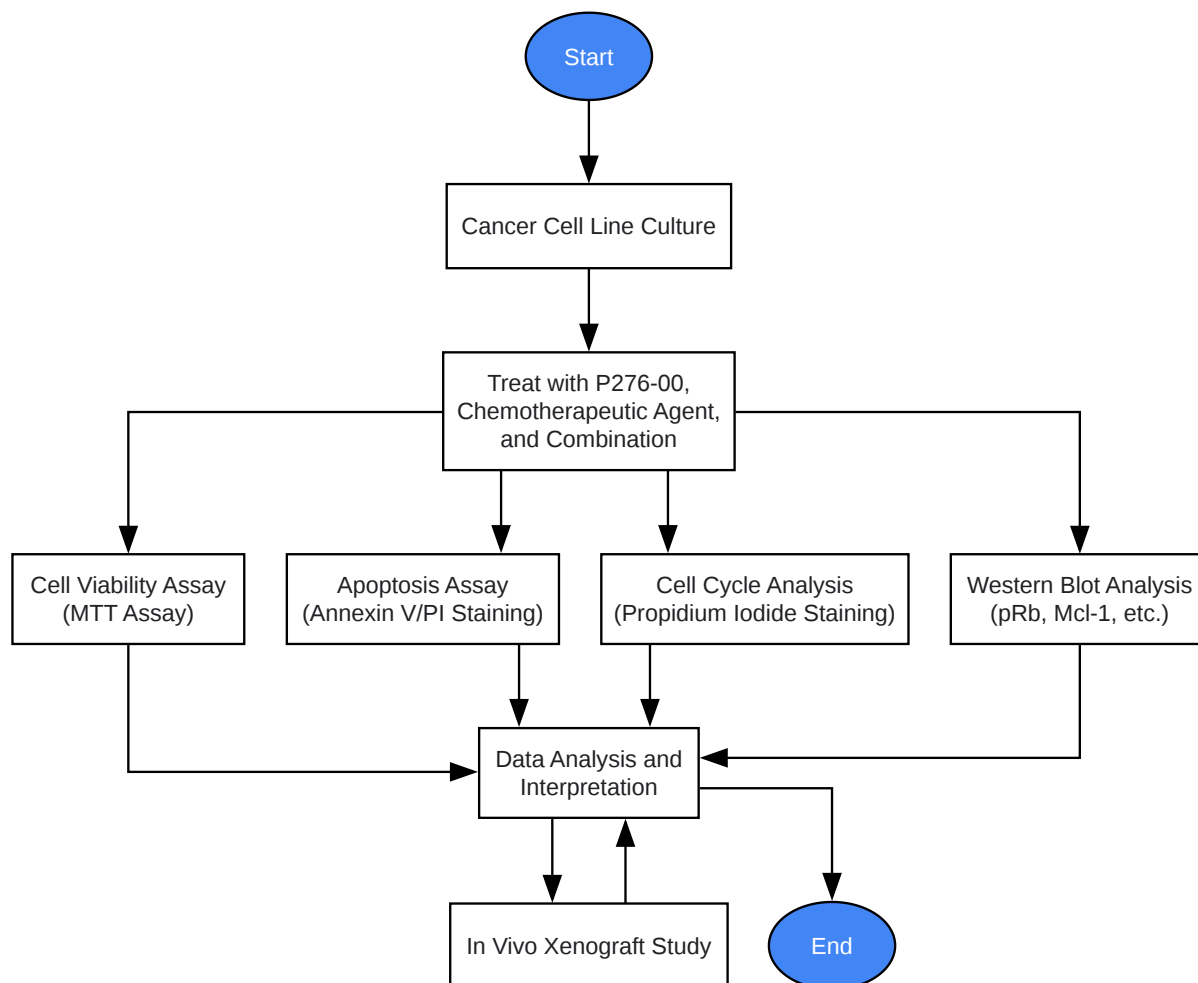 Start
Cancer Cell Line Culture
Treat with P276-00,
Chemotherapeutic Agent,
and Combination
Cell Viability Assay
(MTT Assay)
Apoptosis Assay
(Annexin V/PI Staining)
Cell Cycle Analysis
(Propidium Iodide Staining)
Western Blot Analysis
(pRb, Mcl-1, etc.)
Data Analysis and
Interpretation
In Vivo Xenograft Study
End